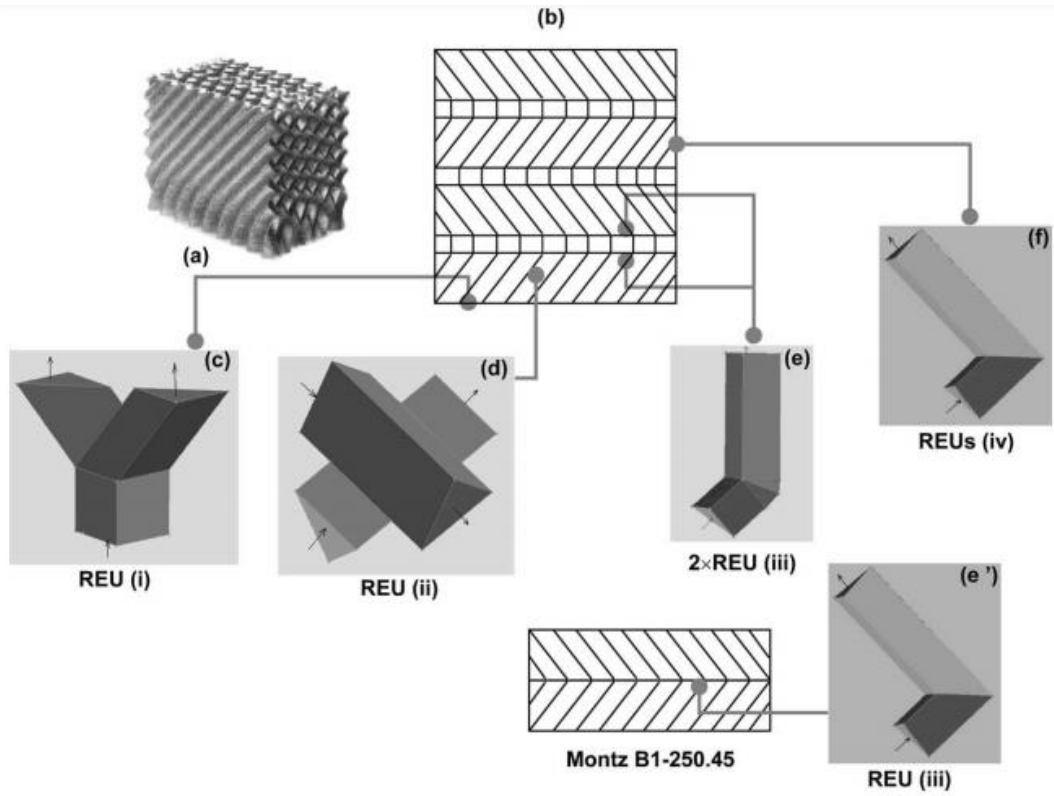 (b)
(a)
(f)
(c)
(d)
(e)
REUs (iv)
REU (i)
REU (ii)
2×REU (iii)
(e ’)
Montz B1-250.45
REU (iii)